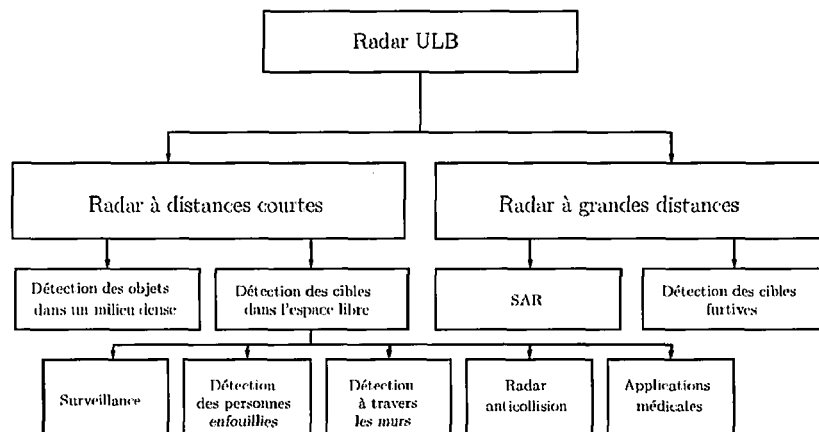 Radar ULB
Radar à distances courtes
Radar à grandes distances
Détection des objets
dans un milieu dense
Détection des cibles
dans l'espace libre
SAR
Détection des cibles
furtives
Surveillance
Détection
des personnes
enfouillies
Détection
à travers
les murs
Radar
anticollision
Applications
médicales